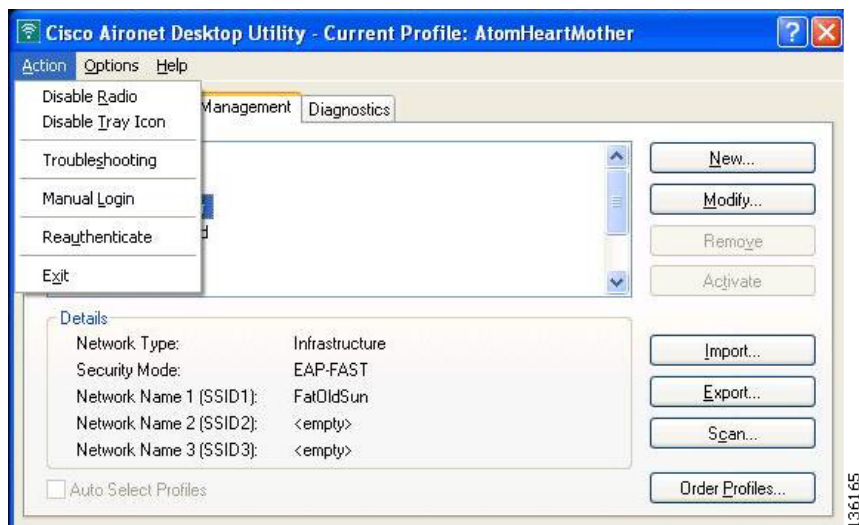 Cisco Aironet Desktop Utility - Current Profile: AtomHeartMother
Action Options Help
Disable Radio
Disable Tray Icon
Troubleshooting
Manual Login
Reauthenticate
Exit
Management Diagnostics
New...
Modify...
Remove
Activate
Details
Network Type: Infrastructure
Security Mode: EAP-FAST
Network Name 1 (SSID1): FatOldSun
Network Name 2 (SSID2): <empty>
Network Name 3 (SSID3): <empty>
Import...
Export...
Scan...
Auto Select Profiles
Order Profiles...